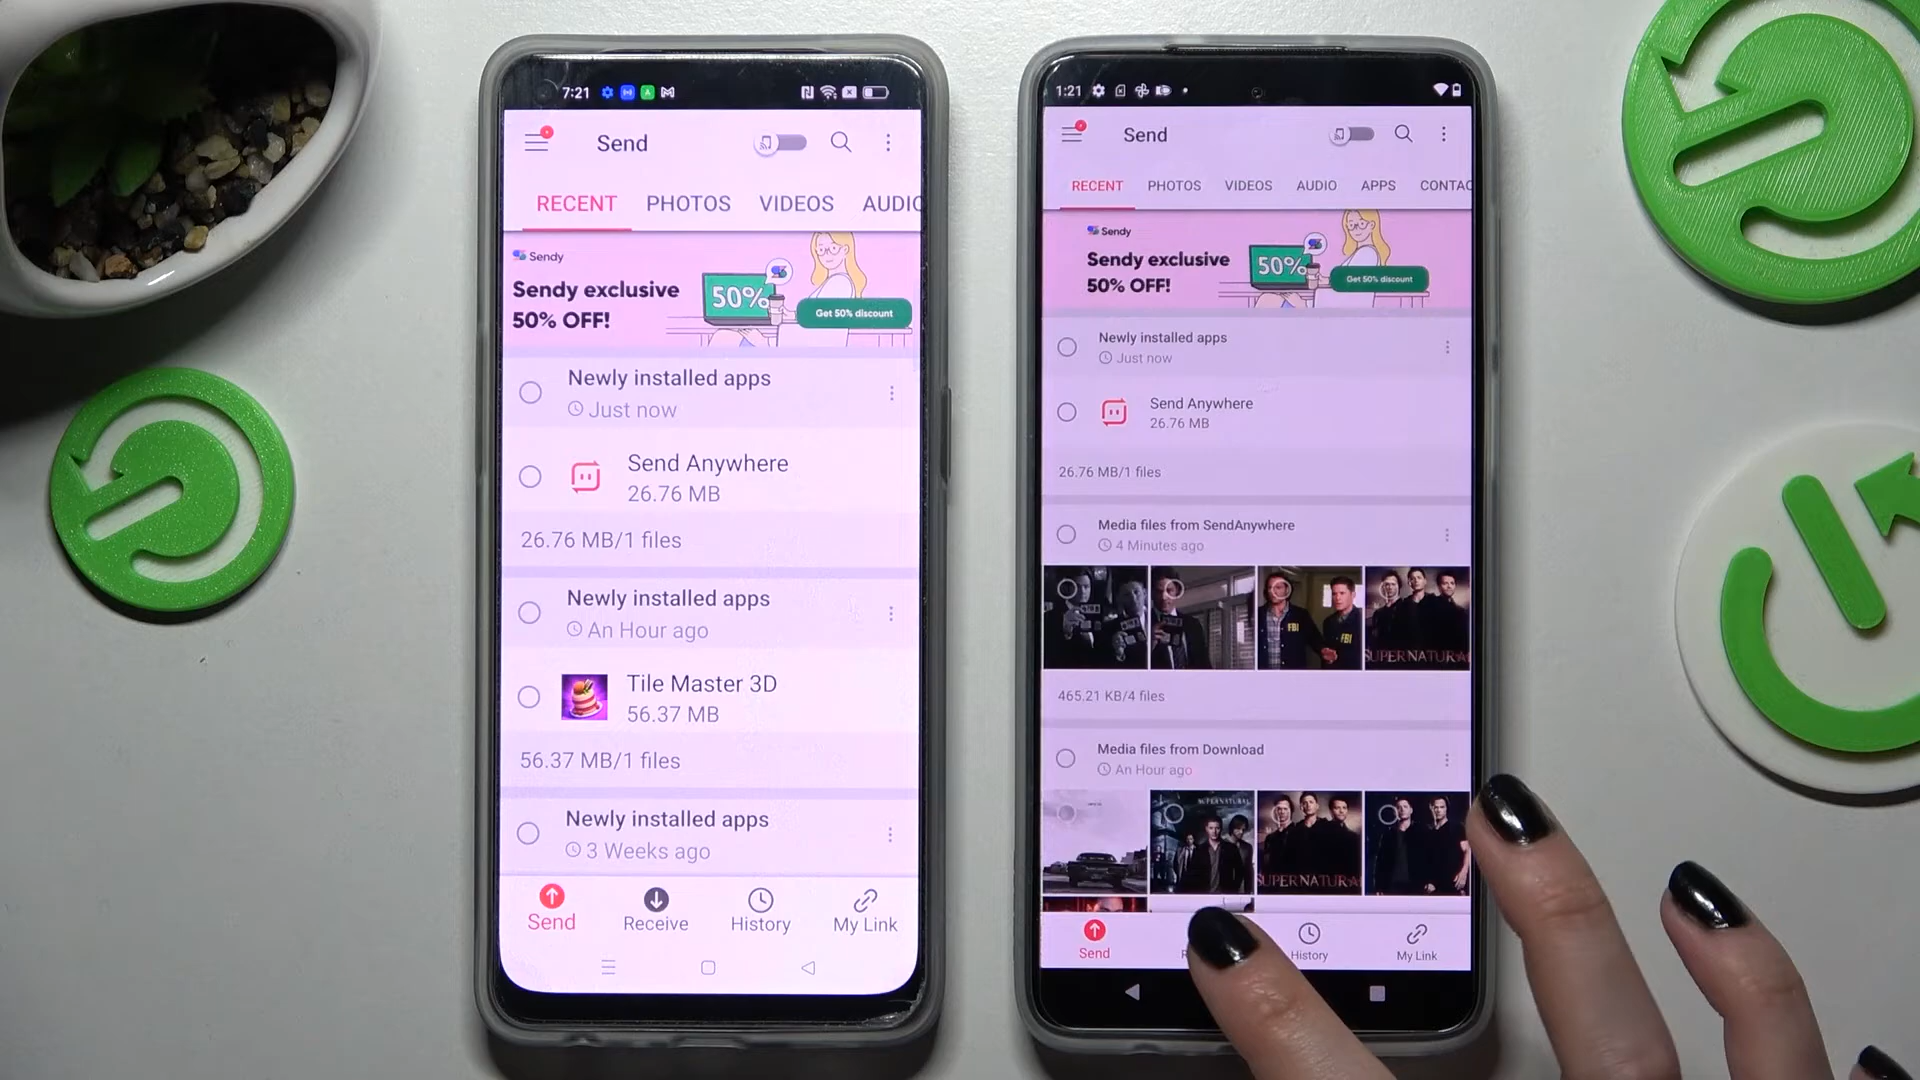 7:21
Send
RECENT PHOTOS VIDEOS AUDIO
Sendy
Sendy exclusive
50% OFF!
50%
Get 50% discount
Newly installed apps
Just now
Send Anywhere
26.76 MB
26.76 MB/1 files
Newly installed apps
An Hour ago
Tile Master 3D
56.37 MB
56.37 MB/1 files
Newly installed apps
3 Weeks ago
Send Receive History My Link
1:21
Send
RECENT PHOTOS VIDEOS AUDIO APPS CONTAC
Sendy
Sendy exclusive
50% OFF!
50%
Get 50% discount
Newly installed apps
Just now
Send Anywhere
26.76 MB
26.76 MB/1 files
Media files from SendAnywhere
4 Minutes ago
FBI
FBI
SUPERNATURAL
465.21 KB/4 files
Media files from Download
An Hour ago
SUPERNATURAL
SUPERNATURAL
Send History My Link